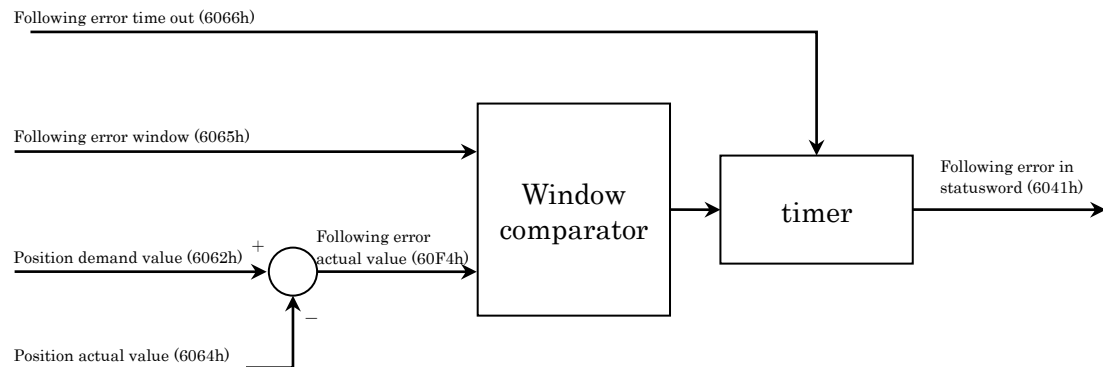 Following error time out (6066h)
Following error window (6065h)
Window
comparator
timer
Following error in
statusword (6041h)
Position demand value (6062h)
+
Following error
actual value (60F4h)
−
Position actual value (6064h)